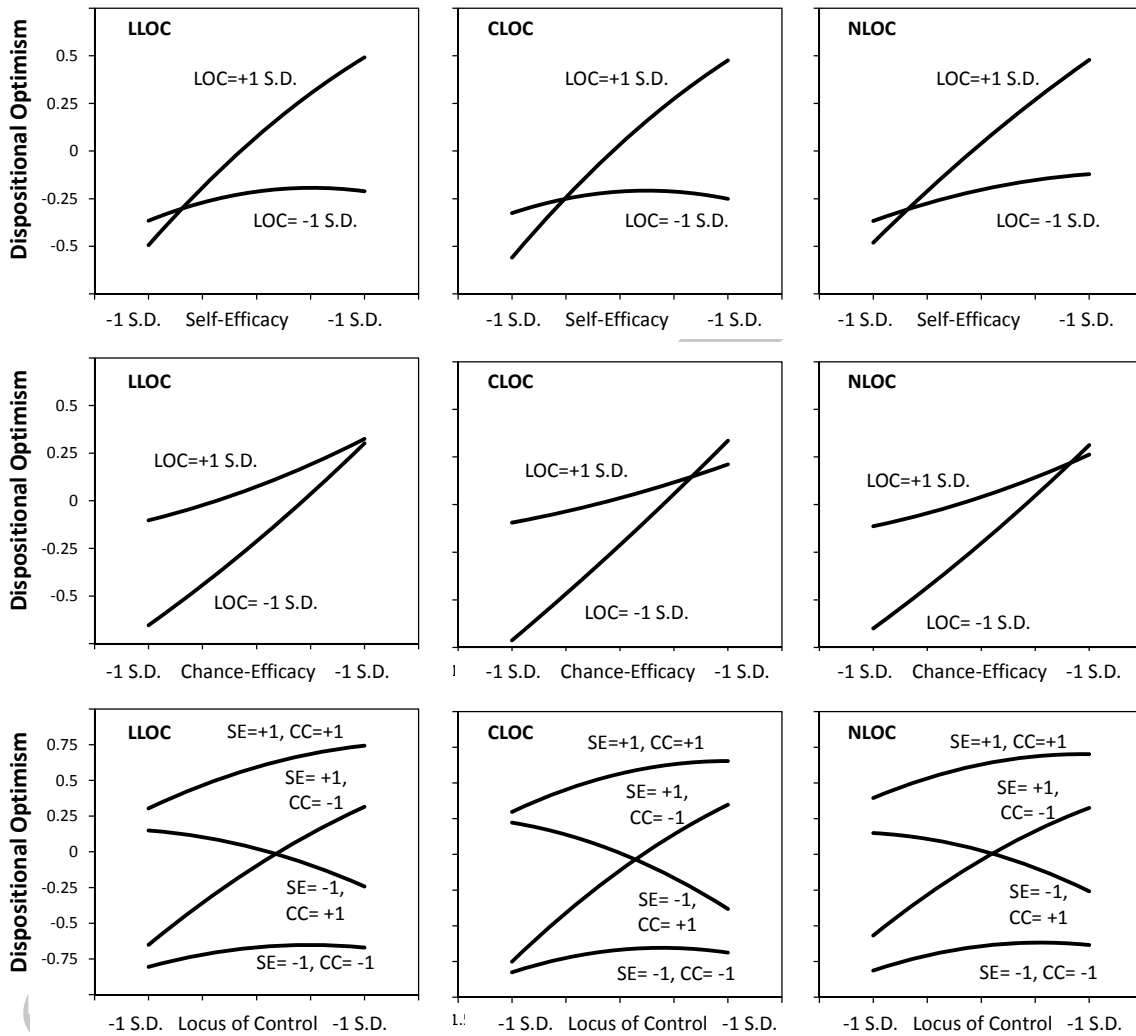 LLOC
CLOC
NLOC
Dispositional Optimism
0.5
0.25
0
-0.25
-0.5
LOC=+1 S.D.
LOC= -1 S.D.
LOC=+1 S.D.
LOC= -1 S.D.
LOC=+1 S.D.
LOC= -1 S.D.
-1 S.D. Self-Efficacy -1 S.D.
-1 S.D. Self-Efficacy -1 S.D.
-1 S.D. Self-Efficacy -1 S.D.
LLOC
CLOC
NLOC
Dispositional Optimism
0.5
0.25
0
-0.25
-0.5
LOC=+1 S.D.
LOC= -1 S.D.
LOC=+1 S.D.
LOC= -1 S.D.
LOC=+1 S.D.
LOC= -1 S.D.
-1 S.D. Chance-Efficacy -1 S.D.
-1 S.D. Chance-Efficacy -1 S.D.
-1 S.D. Chance-Efficacy -1 S.D.
LLOC
CLOC
NLOC
Dispositional Optimism
0.75
0.5
0.25
0
-0.25
-0.5
-0.75
SE=+1, CC=+1
SE= +1,
CC= -1
SE= -1,
CC= +1
SE= -1, CC= -1
SE=+1, CC=+1
SE= +1,
CC= -1
SE= -1,
CC= +1
SE= -1, CC= -1
SE=+1, CC=+1
SE= +1,
CC= -1
SE= -1,
CC= +1
SE= -1, CC= -1
-1 S.D. Locus of Control -1 S.D.
-1 S.D. Locus of Control -1 S.D.
-1 S.D. Locus of Control -1 S.D.